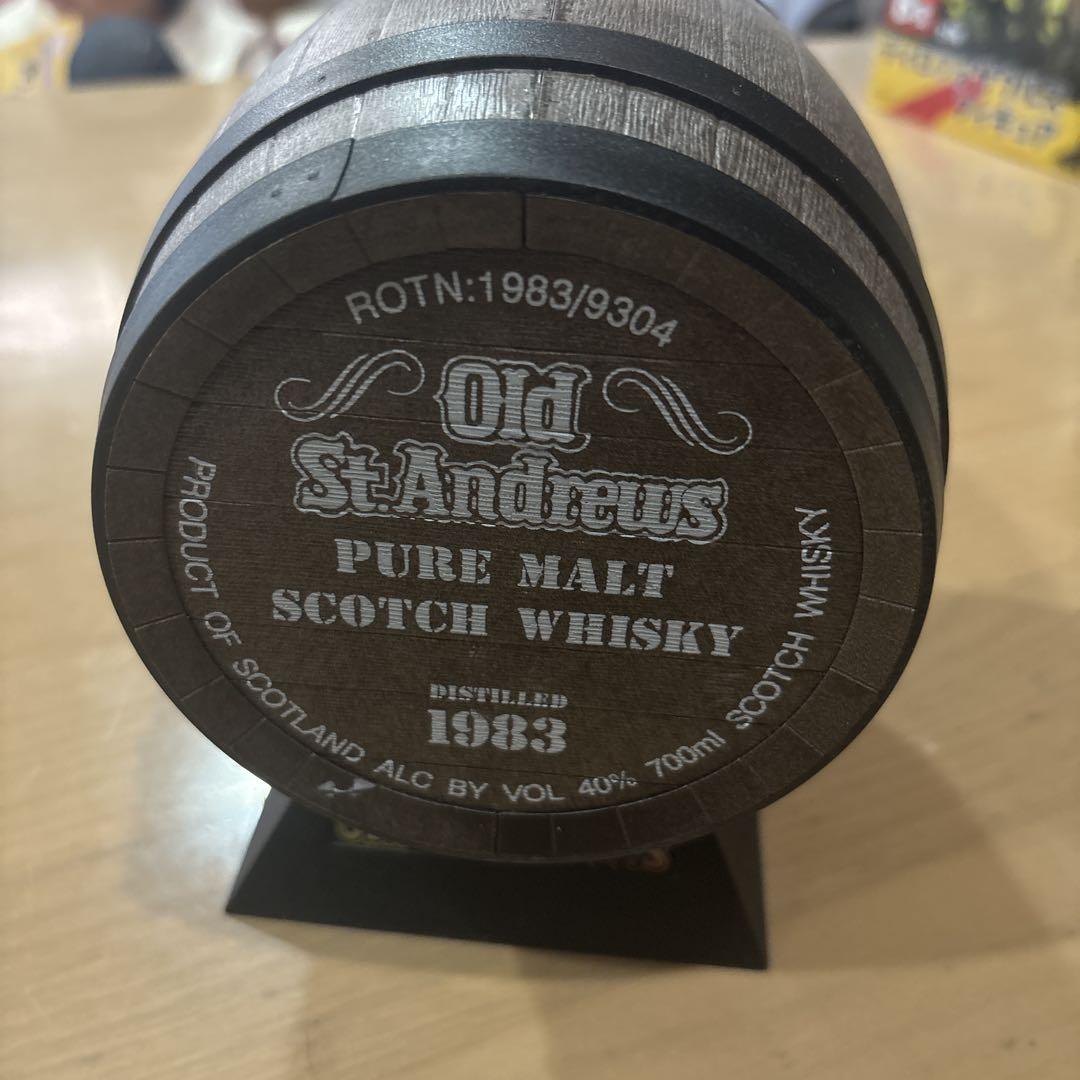 ROTN:1983/9304
Old
St.Andrews
PURE MALT
SCOTCH WHISKY
DISTILLED
1983
PRODUCT OF SCOTLAND ALC BY VOL 40% 700ml SCOTCH WHISKY